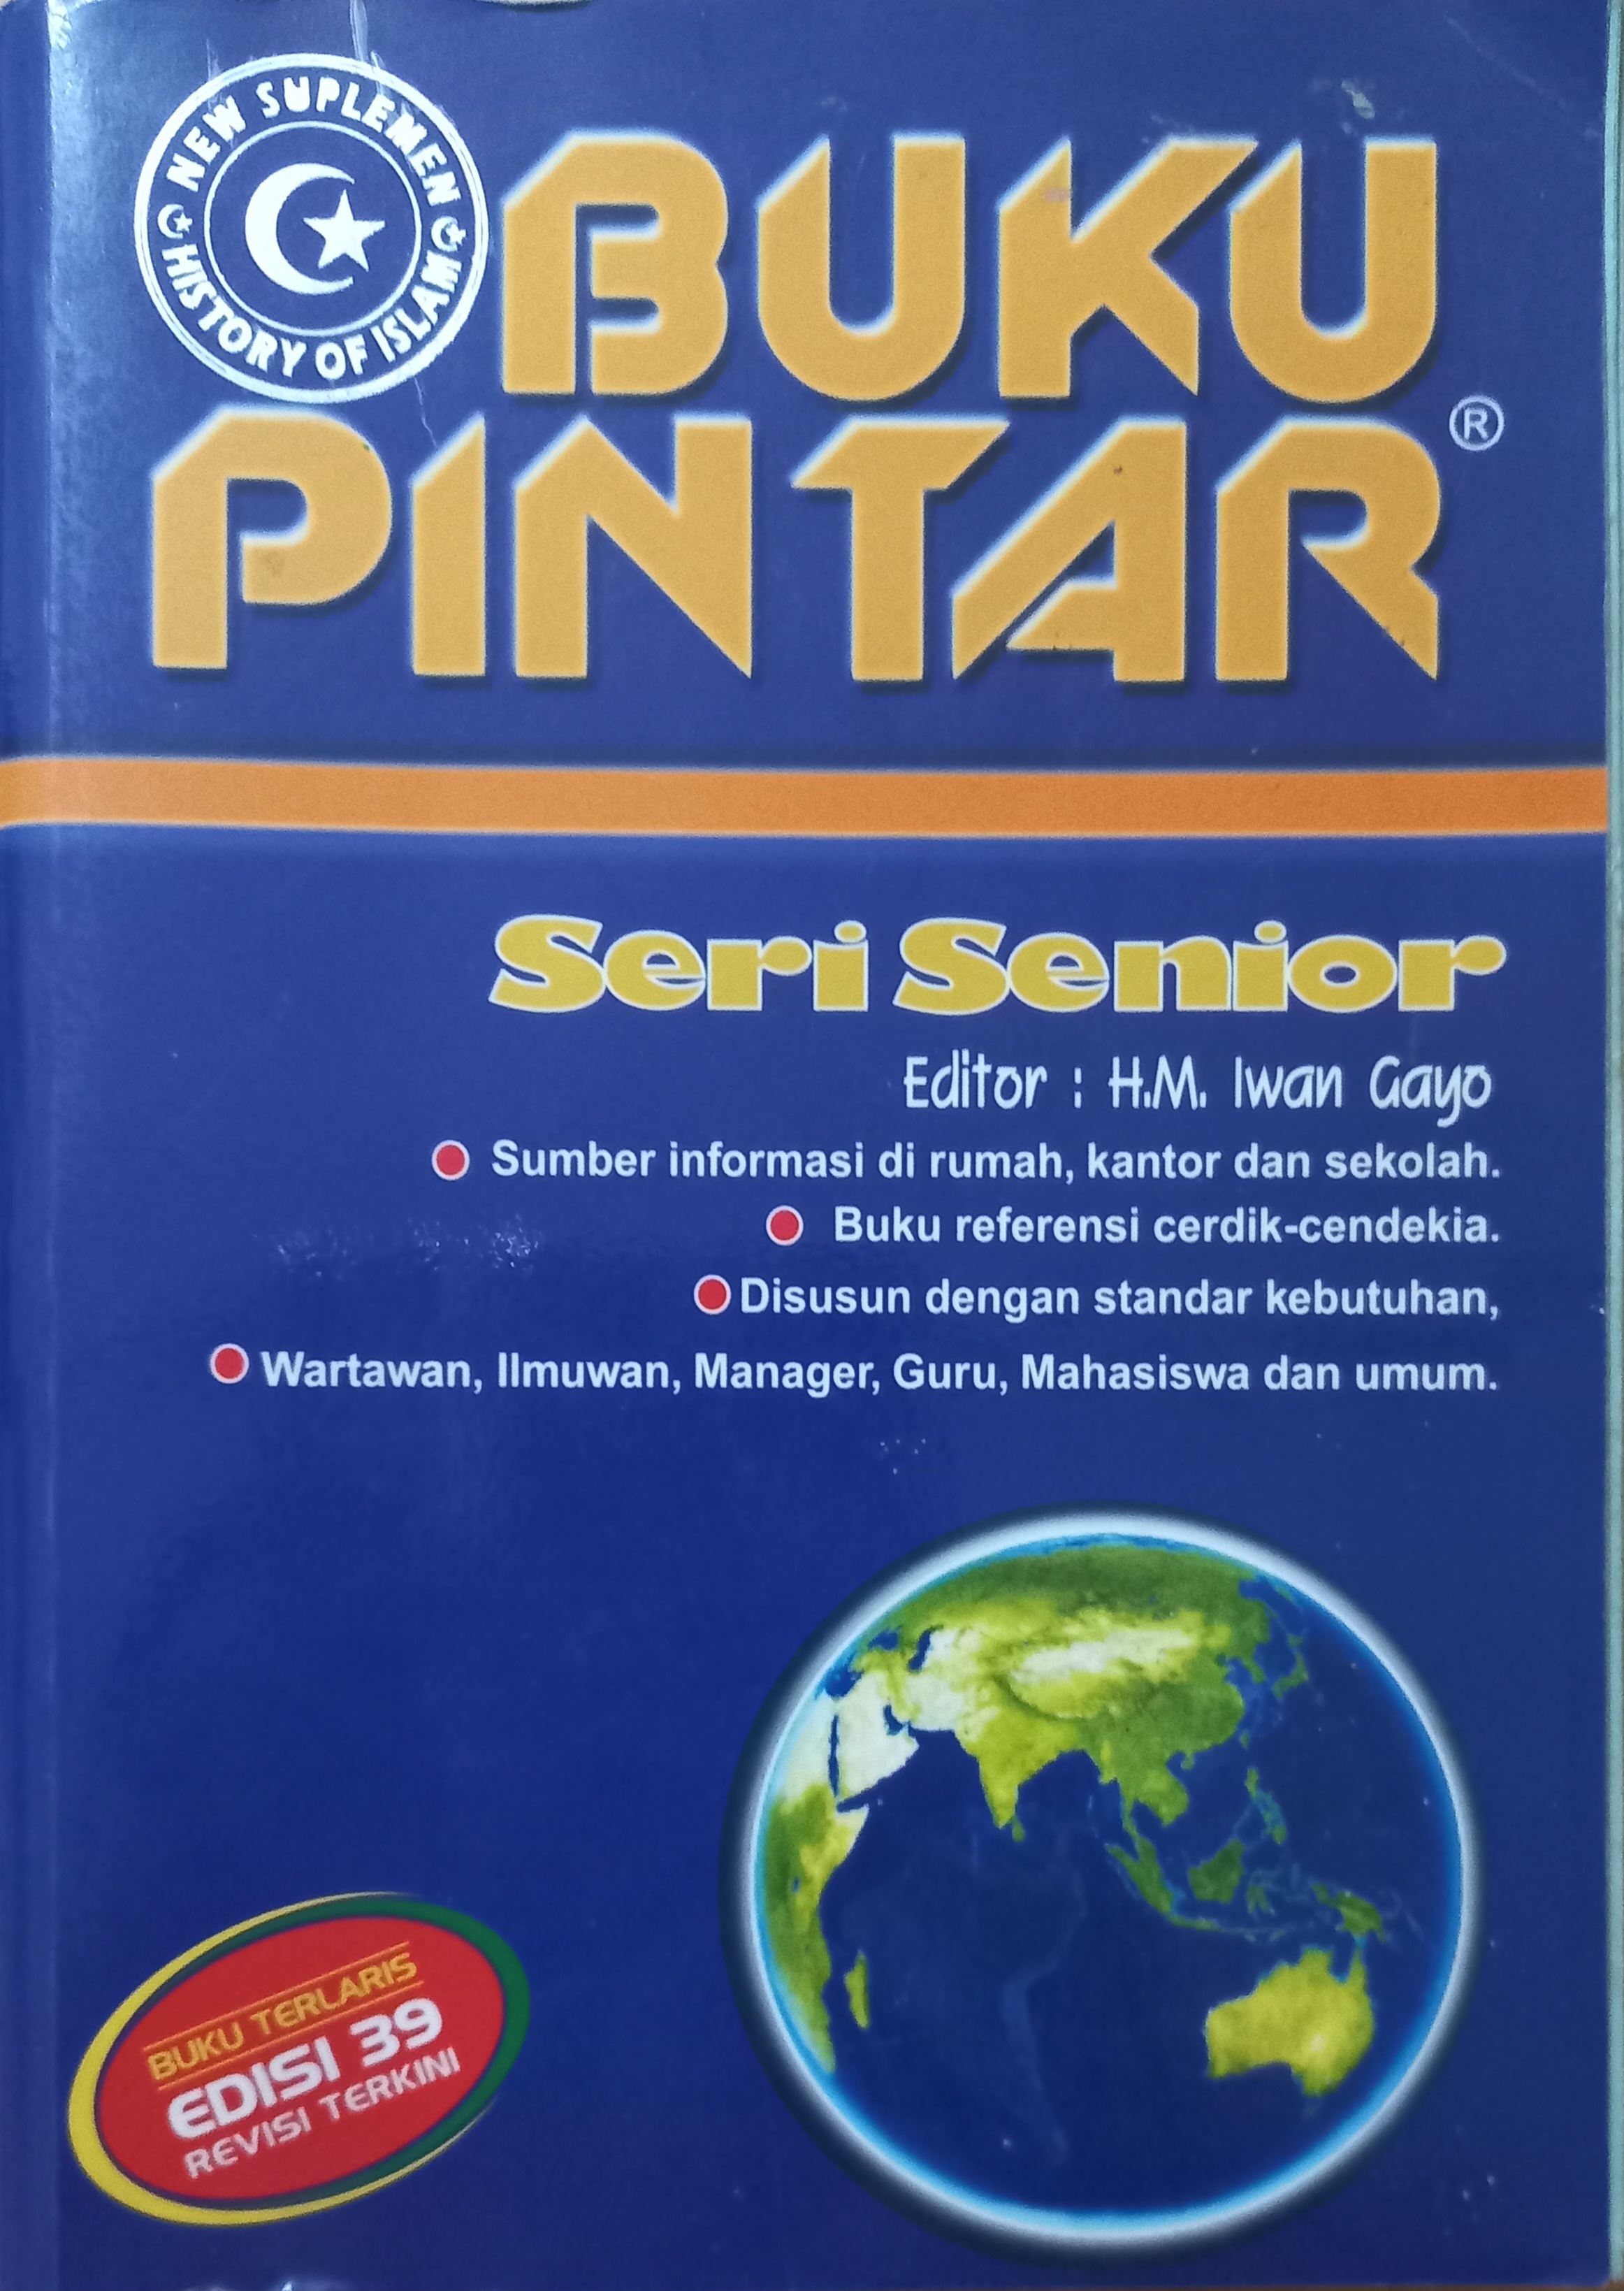 NEW SUPLEMEN
HISTORY OF ISLAM
BUKU
PINTAR®
Seri Senior
Editor : H.M. Iwan Gayo
Sumber informasi di rumah, kantor dan sekolah.
Buku referensi cerdik-cendekia.
Disusun dengan standar kebutuhan,
Wartawan, Ilmuwan, Manager, Guru, Mahasiswa dan umum.
BUKU TERLARIS
EDISI 39
REVISI TERKINI